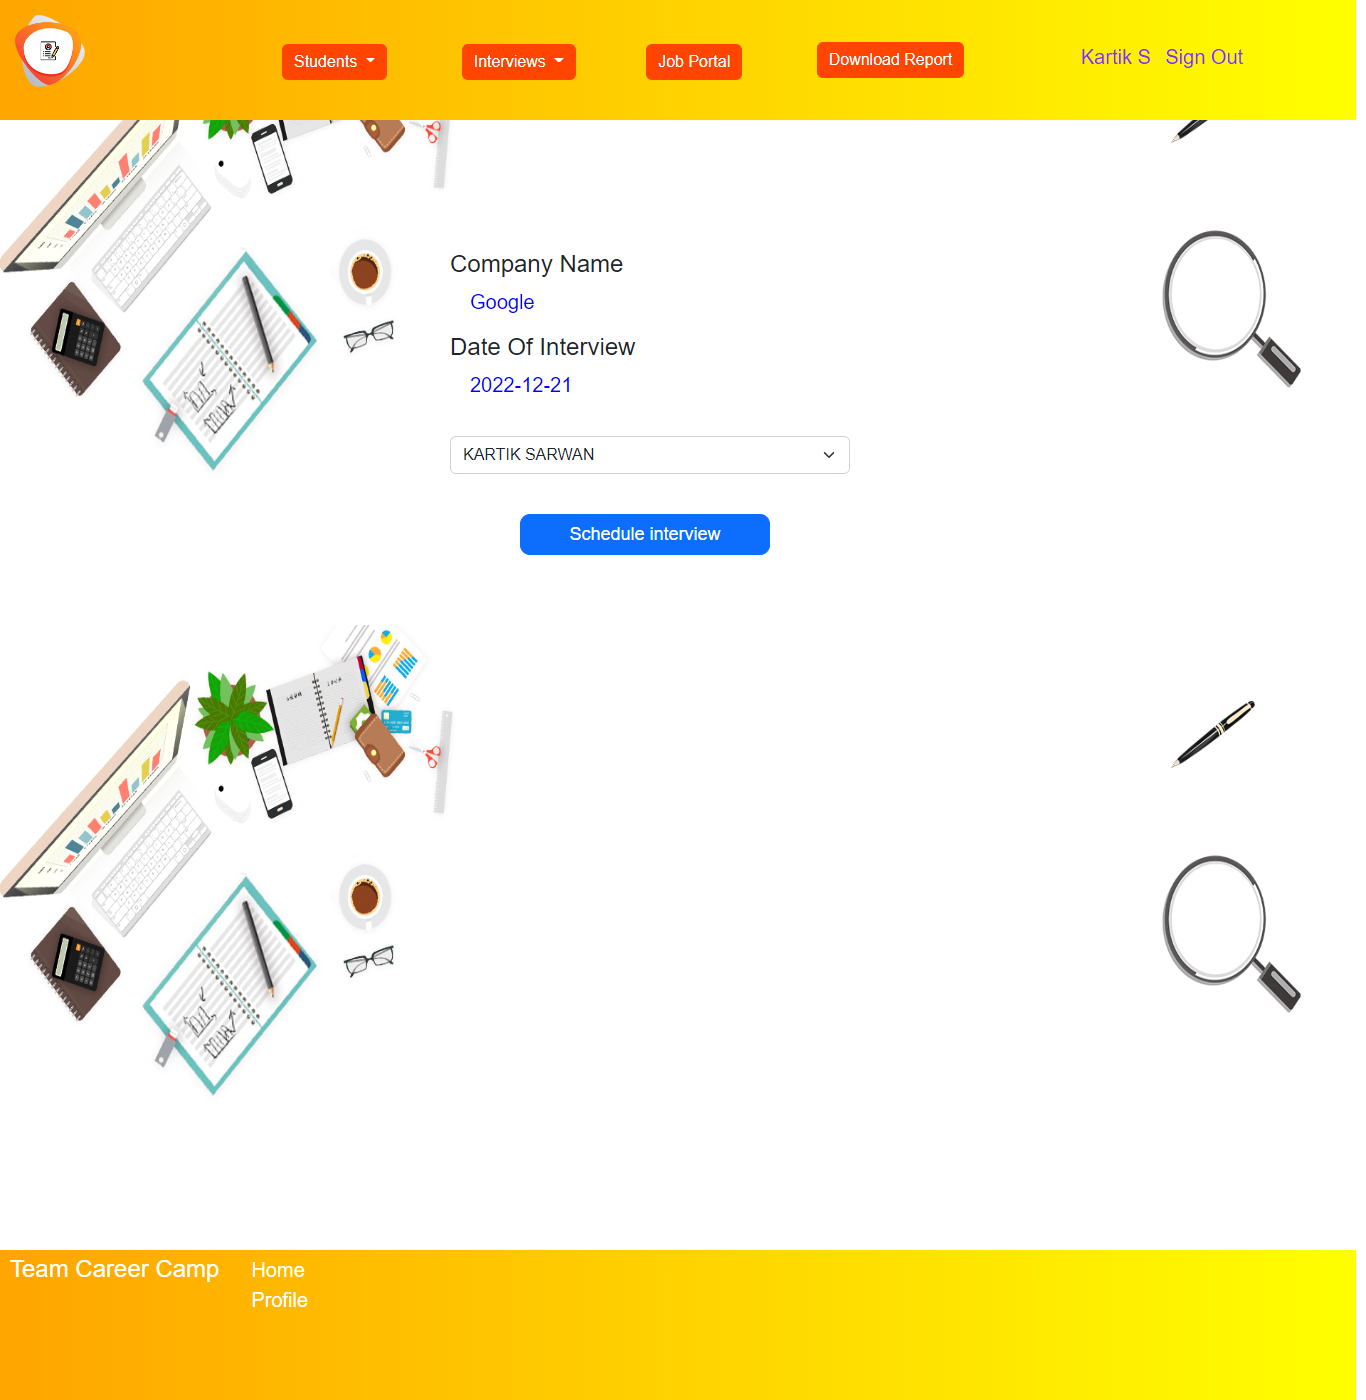 Students
Interviews
Job Portal
Download Report
Kartik S
Sign Out
Company Name
Google
Date Of Interview
2022-12-21
KARTIK SARWAN
Schedule interview
Team Career Camp
Home
Profile